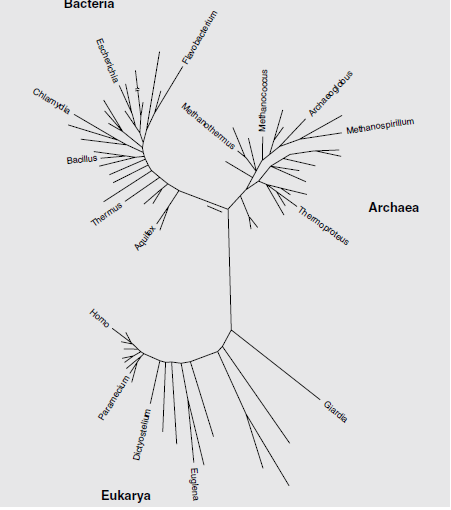 Bacteria
Flavobacterium
Escherichia
Chlamydia
Bacillus
Thermus
Aquifex
Methanothermus
Methanococcus
Archaeoglobus
Methanospirillum
Archaea
Thermoproteus
Homo
Paramecium
Dictyostelium
Euglena
Giardia
Eukarya